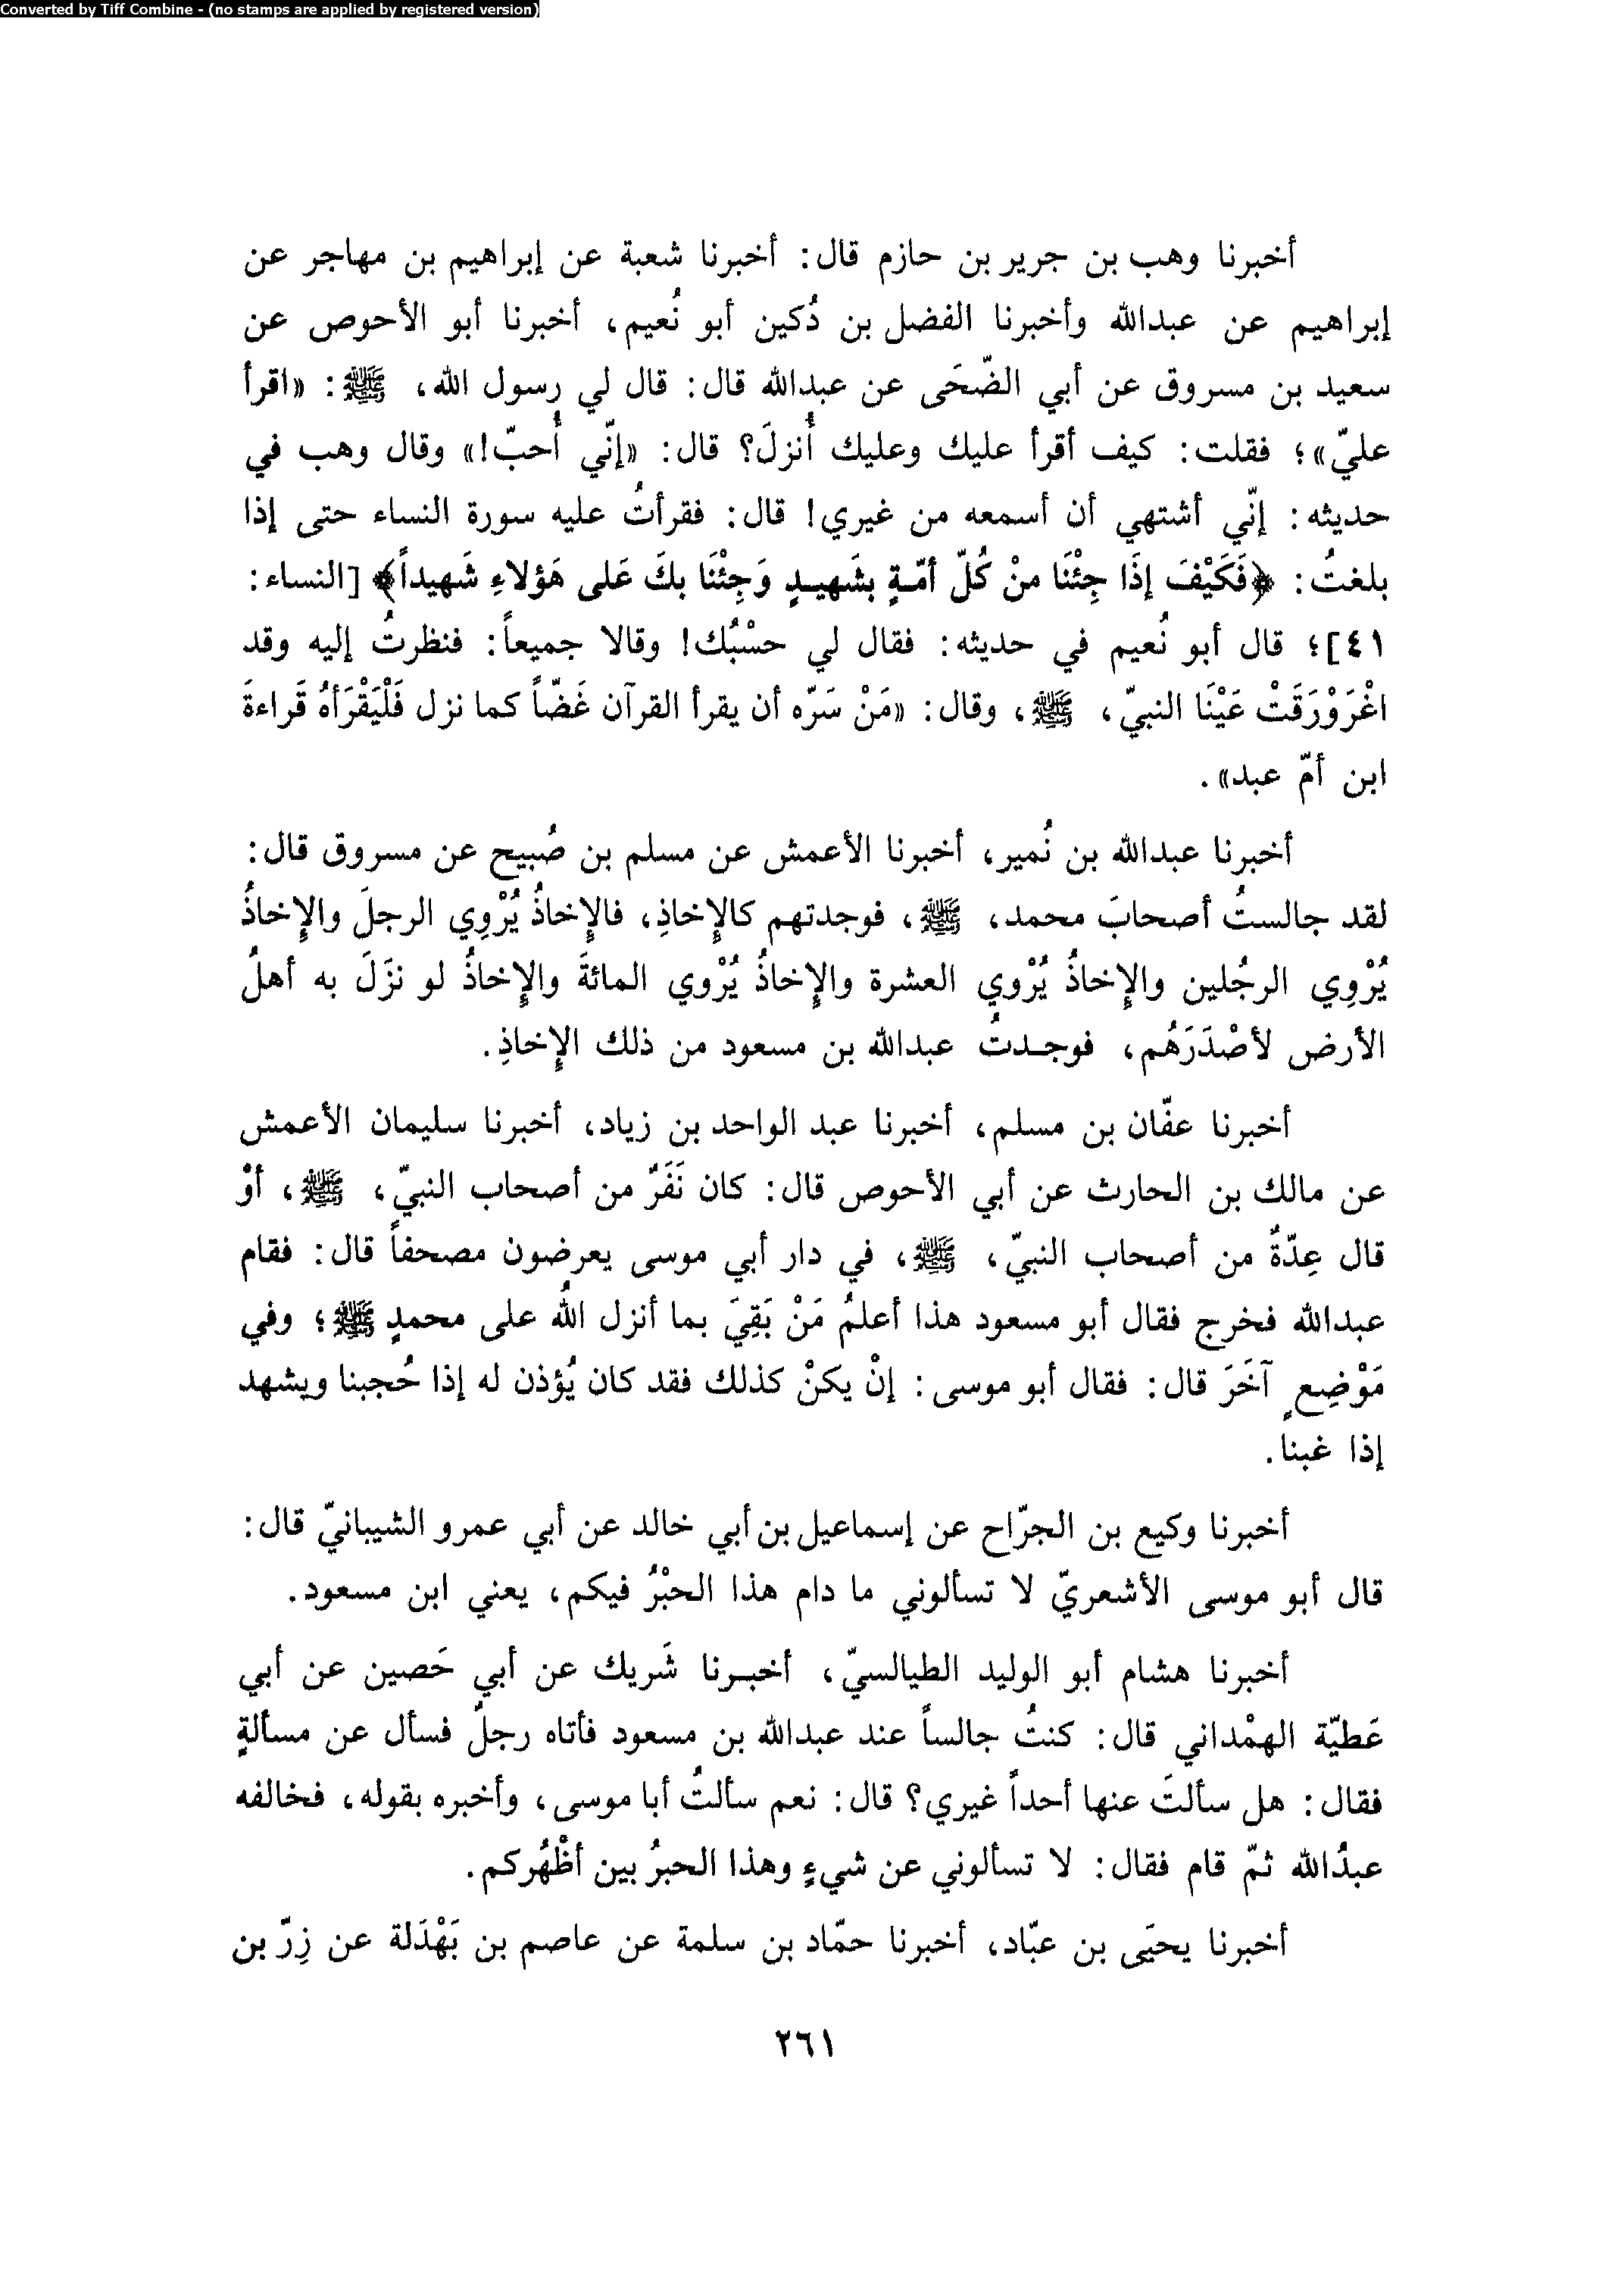 Converted by Tiff Combine - (no stamps are applied by registered version)
أخبرنا وهب بن جرير بن حازم قال: أخبرنا شعبة عن إبراهيم بن مهاجر عن
إبراهيم عن عبدالله وأخبرنا الفضل بن دُكين أبو نُعيم، أخبرنا أبو الأحوص عن
سعيد بن مسروق عن أبي الضّحَى عن عبدالله قال: قال لي رسول الله، ﷺ: «اقرأ
عليّ»؛ فقلت: كيف أقرأ عليك وعليك أُنزلَ؟ قال: «إنّي أُحبّ!» وقال وهب في
حديثه: إنّي أشتهي أن أسمعه من غيري! قال: فقرأتُ عليه سورة النساء حتى إذا
بلغتُ: ﴿فَكَيْفَ إذَا جِئْنَا منْ كُلّ أمّةٍ بشَهيدٍ وَجِئْنَا بكَ عَلى هَؤلاءِ شَهيداً﴾ [النساء:
٤١]؛ قال أبو نُعيم في حديثه: فقال لي حسْبُك! وقالا جميعاً: فنظرتُ إليه وقد
اغْرَوْرَقَتْ عَيْنَا النبيّ، ﷺ، وقال: «مَنْ سَرّه أن يقرأ القرآن غَضّاً كما نزل فَلْيَقْرَأهُ قَراءةَ
ابن أمّ عبد».
أخبرنا عبدالله بن نُمير، أخبرنا الأعمش عن مسلم بن صُبيح عن مسروق قال:
لقد جالستُ أصحابَ محمد، ﷺ، فوجدتهم كالإخاذِ، فالإخاذُ يُرْوِي الرجلَ والإخاذُ
يُرْوِي الرجُلين والإخاذُ يُرْوي العشرة والإخاذُ يُرْوي المائةَ والإخاذُ لو نزَلَ به أهلُ
الأرض لأصْدَرَهُم، فوجدتُ عبدالله بن مسعود من ذلك الإخاذِ.
أخبرنا عفّان بن مسلم، أخبرنا عبد الواحد بن زياد، أخبرنا سليمان الأعمش
عن مالك بن الحارث عن أبي الأحوص قال: كان نَفَرٌ من أصحاب النبيّ، ﷺ، أوْ
قال عِدّةٌ من أصحاب النبيّ، ﷺ، في دار أبي موسى يعرضون مصحفاً قال: فقام
عبدالله فخرج فقال أبو مسعود هذا أعلمُ مَنْ بَقِيَ بما أنزل اللهُ على محمدٍ ﷺ؛ وفي
مَوْضِعٍ آخَرَ قال: فقال أبو موسى: إنْ يكنْ كذلك فقد كان يُؤذن له إذا حُجبنا ويشهد
إذا غبنا.
أخبرنا وكيع بن الجرّاح عن إسماعيل بن أبي خالد عن أبي عمرو الشيبانيّ قال:
قال أبو موسى الأشعريّ لا تسألوني ما دام هذا الحبْرُ فيكم، يعني ابن مسعود.
أخبرنا هشام أبو الوليد الطيالسيّ، أخبرنا شَريك عن أبي حَصين عن أبي
عَطيّة الهمْداني قال: كنتُ جالساً عند عبدالله بن مسعود فأتاه رجلٌ فسأل عن مسألةٍ
فقال: هل سألتَ عنها أحداً غيري؟ قال: نعم سألتُ أبا موسى، وأخبره بقوله، فخالفه
عبدُالله ثمّ قام فقال: لا تسألوني عن شيءٍ وهذا الحبرُ بين أظْهُركم.
أخبرنا يحيَى بن عبّاد، أخبرنا حمّاد بن سلمة عن عاصم بن بَهْدَلة عن زِرّ بن
٢٦١